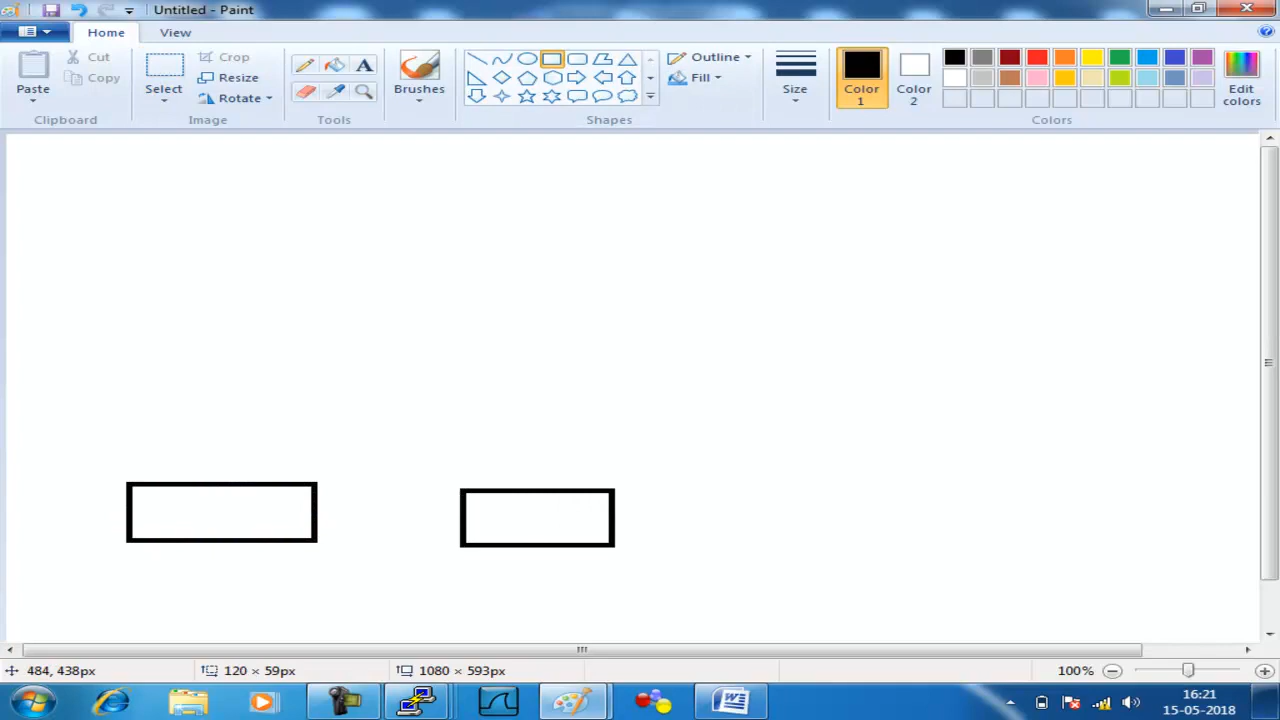 Untitled - Paint
Home View
Paste
Cut
Copy
Clipboard
Select
Crop
Resize
Rotate
Image
A
Tools
Brushes
Shapes
Outline
Fill
Size
Color 1
Color 2
Edit colors
Colors
484, 438px 120 × 59px 1080 × 593px 100%
W
16:21
15-05-2018